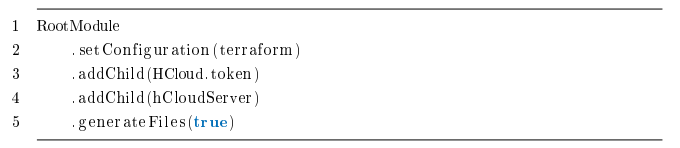 1 RootModule
2 .setConfiguration(terraform)
3 .addChild(HCloud.token)
4 .addChild(hCloudServer)
5 .generateFiles(true)